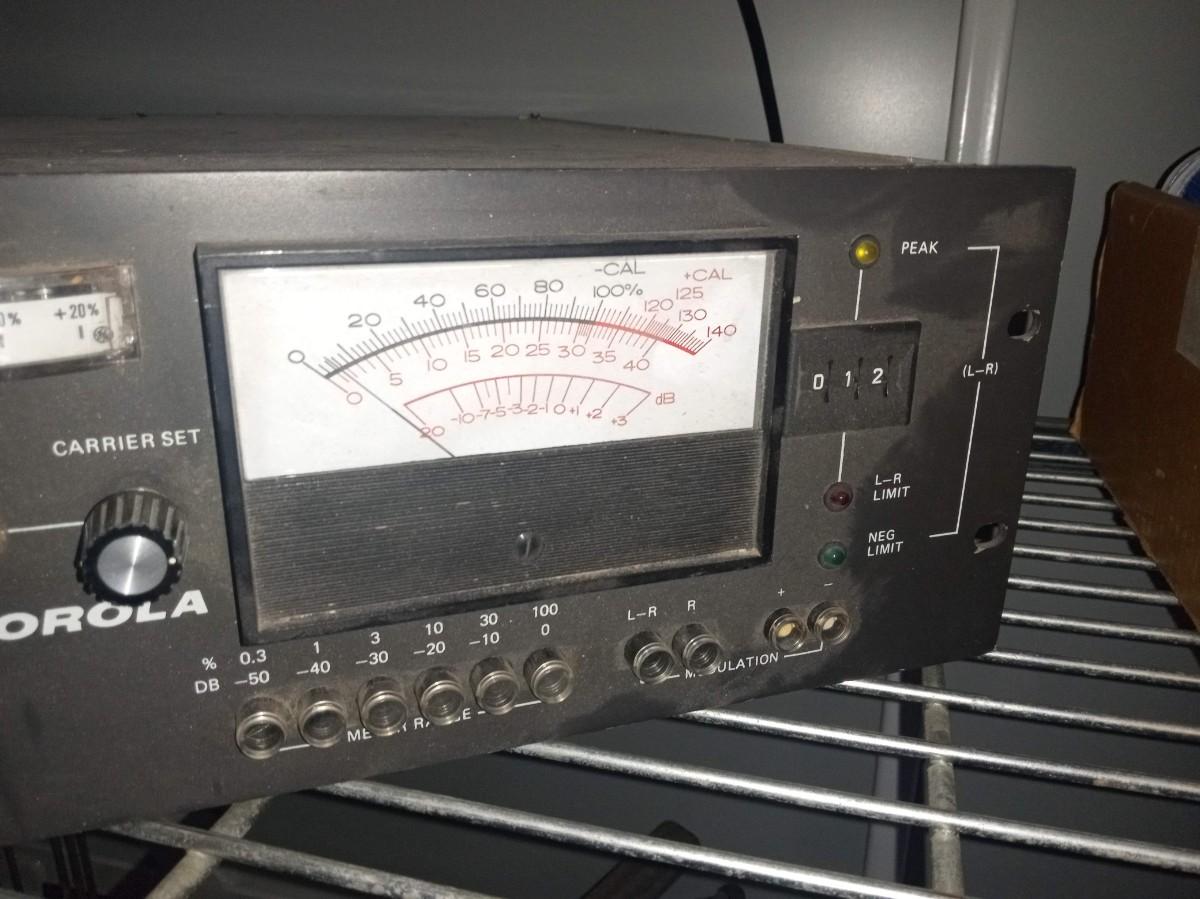 0% +20%
CARRIER SET
OROLA
-CAL
+CAL
0 20 40 60 80 100% 120 125 130 140
0 5 10 15 20 25 30 35 40
20 -10 -7 -5 -3 -2 -1 0 +1 +2 +3 dB
PEAK
(L-R)
0 1 2
L-R
LIMIT
NEG
LIMIT
% 0.3 1 3 10 30 100
DB -50 -40 -30 -20 -10 0
L-R R + -